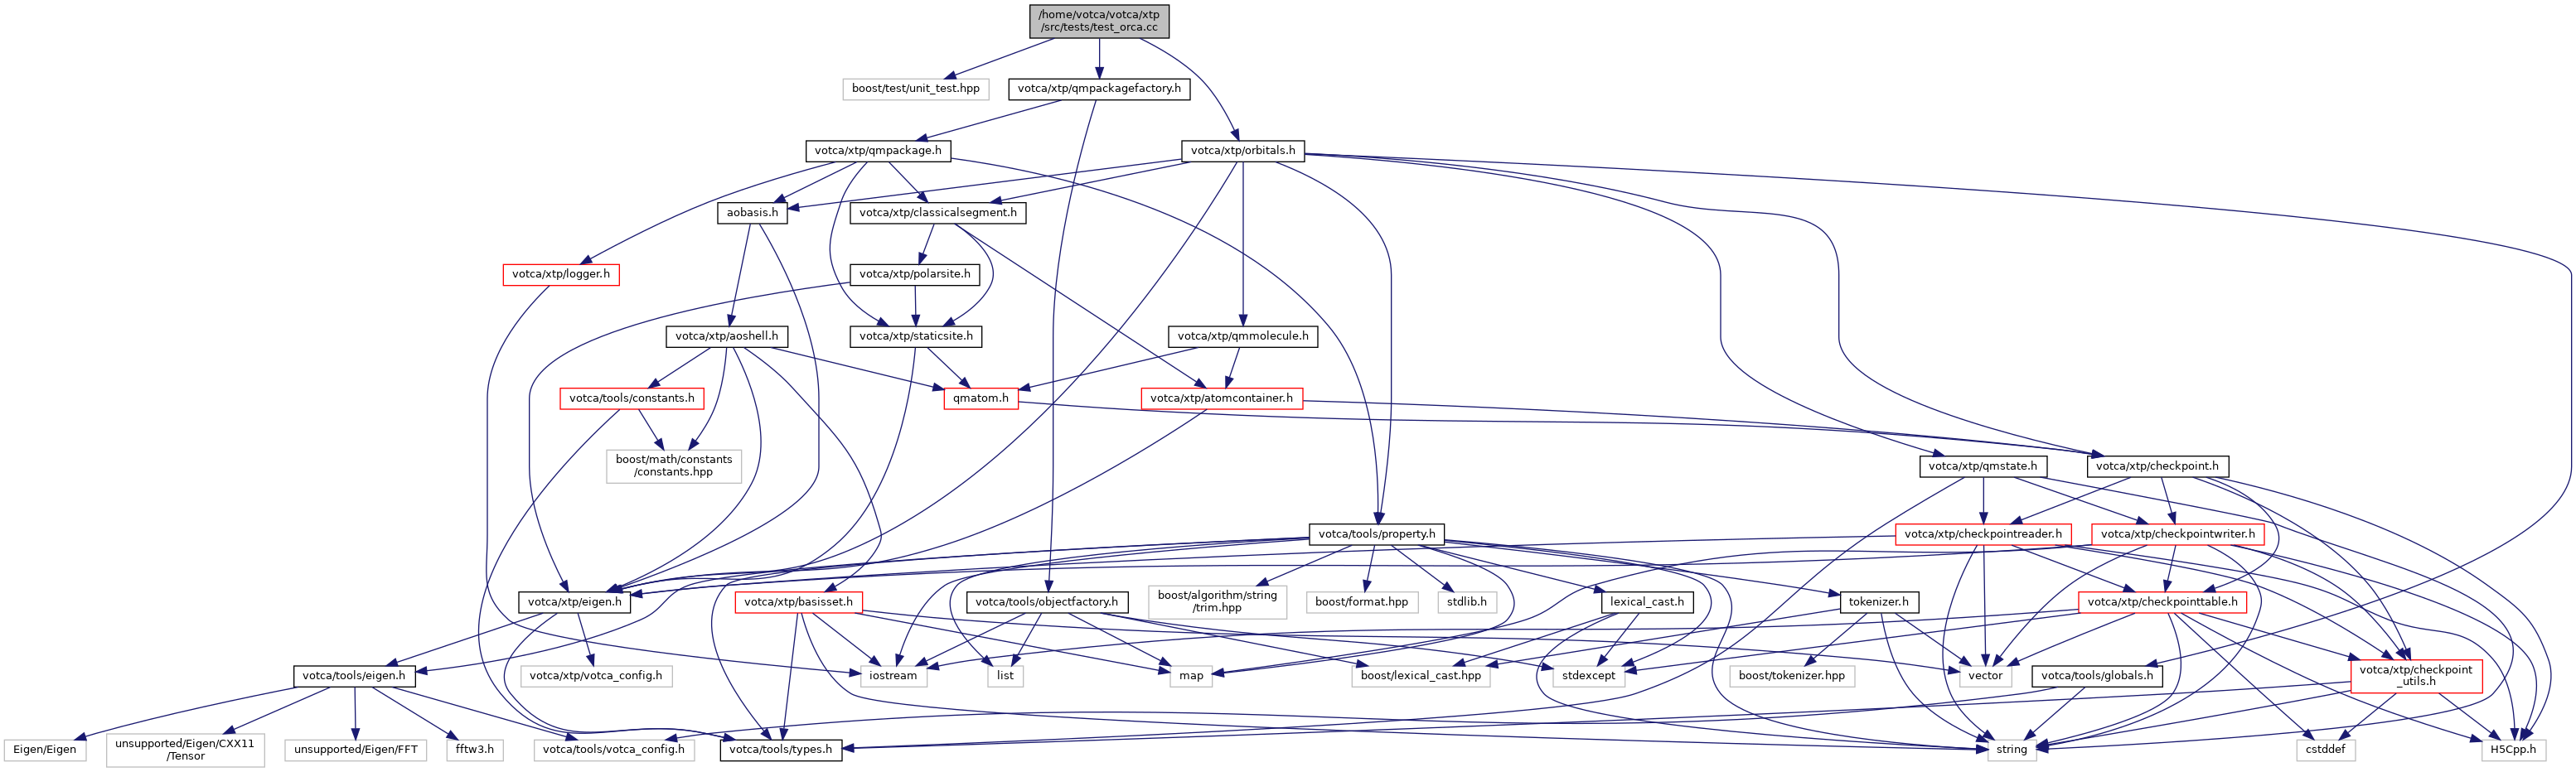 /home/votca/votca/xtp
/src/tests/test_orca.cc
boost/test/unit_test.hpp
votca/xtp/qmpackagefactory.h
votca/xtp/qmpackage.h
votca/xtp/orbitals.h
aobasis.h
votca/xtp/classicalsegment.h
votca/xtp/logger.h
votca/xtp/polarsite.h
votca/xtp/aoshell.h
votca/xtp/staticsite.h
votca/xtp/qmmolecule.h
votca/tools/constants.h
qmatom.h
votca/xtp/atomcontainer.h
boost/math/constants
/constants.hpp
votca/xtp/qmstate.h
votca/xtp/checkpoint.h
votca/tools/property.h
votca/xtp/checkpointreader.h
votca/xtp/checkpointwriter.h
votca/xtp/eigen.h
votca/xtp/basisset.h
votca/tools/objectfactory.h
boost/algorithm/string
/trim.hpp
boost/format.hpp
stdlib.h
lexical_cast.h
tokenizer.h
votca/xtp/checkpointtable.h
votca/tools/eigen.h
votca/xtp/votca_config.h
iostream
list
map
boost/lexical_cast.hpp
stdexcept
boost/tokenizer.hpp
vector
votca/tools/globals.h
votca/xtp/checkpoint
_utils.h
Eigen/Eigen
unsupported/Eigen/CXX11
/Tensor
unsupported/Eigen/FFT
fftw3.h
votca/tools/votca_config.h
votca/tools/types.h
string
cstddef
H5Cpp.h